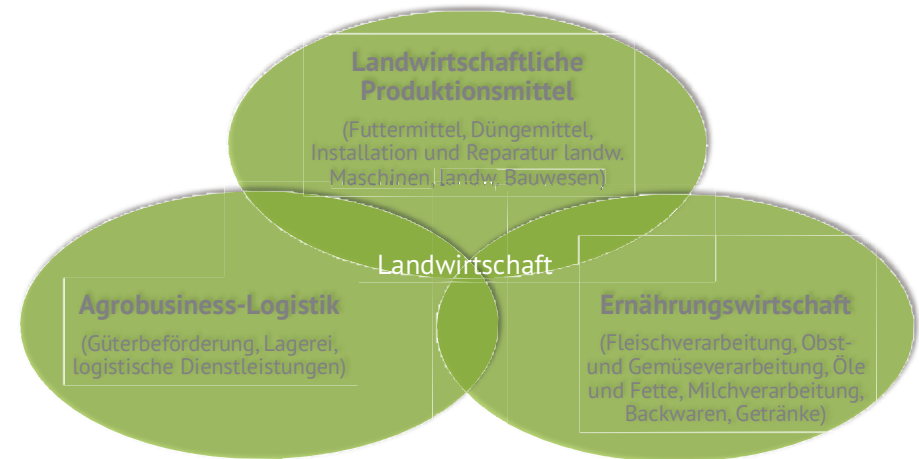 Landwirtschaftliche
Produktionsmittel
(Futtermittel, Düngemittel,
Installation und Reparatur landw.
Maschinen, landw. Bauwesen)
Landwirtschaft
Agrobusiness-Logistik
(Güterbeförderung, Lagerei,
logistische Dienstleistungen)
Ernährungswirtschaft
(Fleischverarbeitung, Obst-
und Gemüseverarbeitung, Öle
und Fette, Milchverarbeitung,
Backwaren, Getränke)